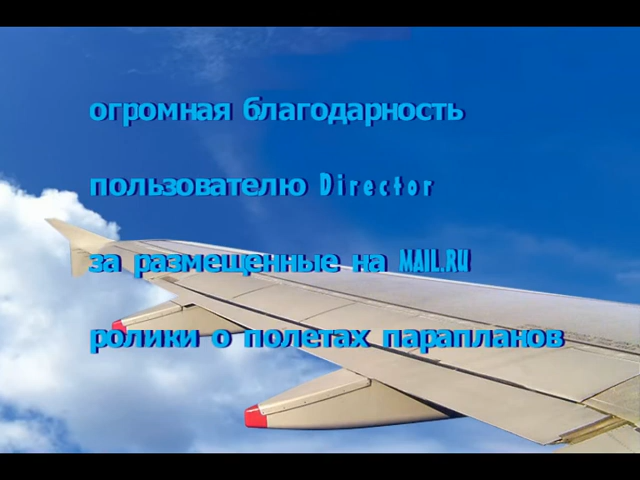 огромная благодарность
пользователю Director
за размещенные на MAIL.RU
ролики о полетах парапланов